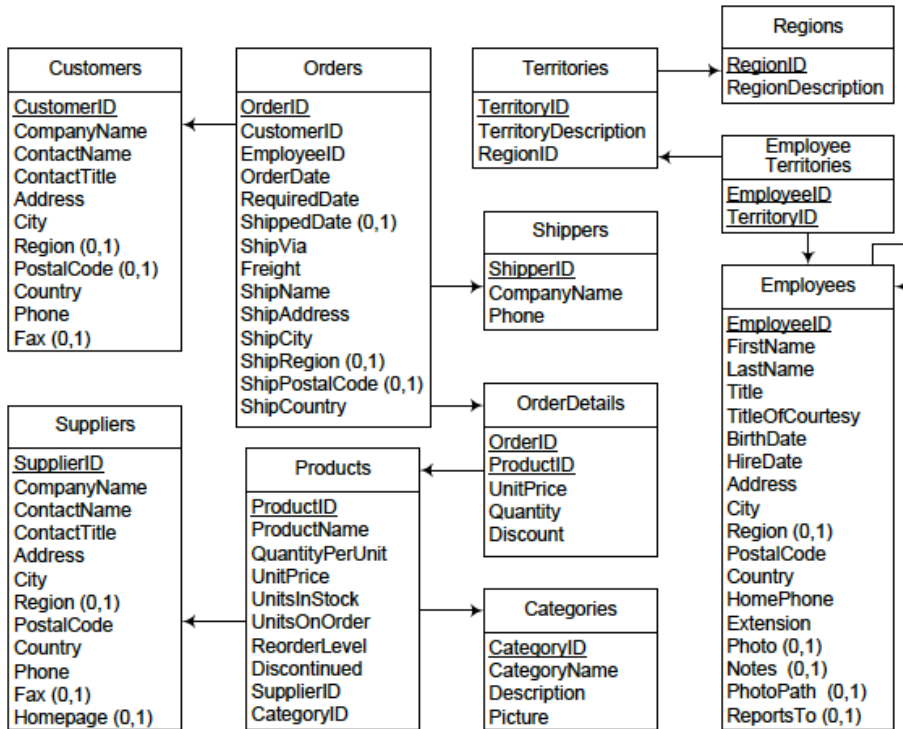 Customers
CustomerID
CompanyName
ContactName
ContactTitle
Address
City
Region (0,1)
PostalCode (0,1)
Country
Phone
Fax (0,1)
Orders
OrderID
CustomerID
EmployeeID
OrderDate
RequiredDate
ShippedDate (0,1)
ShipVia
Freight
ShipName
ShipAddress
ShipCity
ShipRegion (0,1)
ShipPostalCode (0,1)
ShipCountry
Territories
TerritoryID
TerritoryDescription
RegionID
Regions
RegionID
RegionDescription
Employee
Territories
EmployeeID
TerritoryID
Shippers
ShipperID
CompanyName
Phone
Employees
EmployeeID
FirstName
LastName
Title
TitleOfCourtesy
BirthDate
HireDate
Address
City
Region (0,1)
PostalCode
Country
HomePhone
Extension
Photo (0,1)
Notes (0,1)
PhotoPath (0,1)
ReportsTo (0,1)
Suppliers
SupplierID
CompanyName
ContactName
ContactTitle
Address
City
Region (0,1)
PostalCode
Country
Phone
Fax (0,1)
Homepage (0,1)
Products
ProductID
ProductName
QuantityPerUnit
UnitPrice
UnitsInStock
UnitsOnOrder
ReorderLevel
Discontinued
SupplierID
CategoryID
OrderDetails
OrderID
ProductID
UnitPrice
Quantity
Discount
Categories
CategoryID
CategoryName
Description
Picture